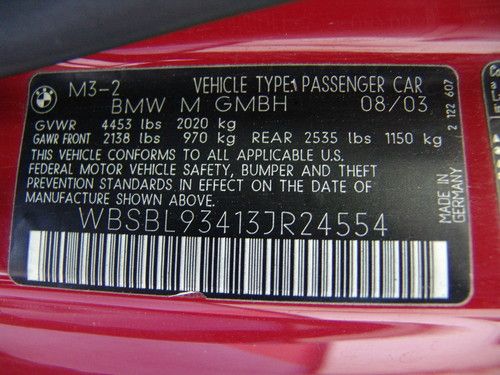 M3-2 VEHICLE TYPE: PASSENGER CAR
BMW M GMBH 08/03
GVWR 4453 lbs 2020 kg
GAWR FRONT 2138 lbs 970 kg REAR 2535 lbs 1150 kg
THIS VEHICLE CONFORMS TO ALL APPLICABLE U.S.
FEDERAL MOTOR VEHICLE SAFETY, BUMPER AND THEFT
PREVENTION STANDARDS IN EFFECT ON THE DATE OF
MANUFACTURE SHOWN ABOVE.
WBSBL93413JR24554
MADE IN
GERMANY
2 122 607
BMW